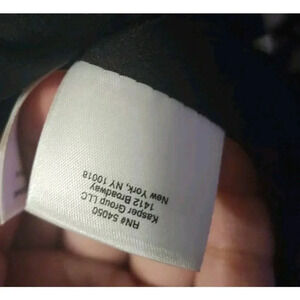 RN# 54050
Kasper Group LLC
1412 Broadway
New York, NY 10018